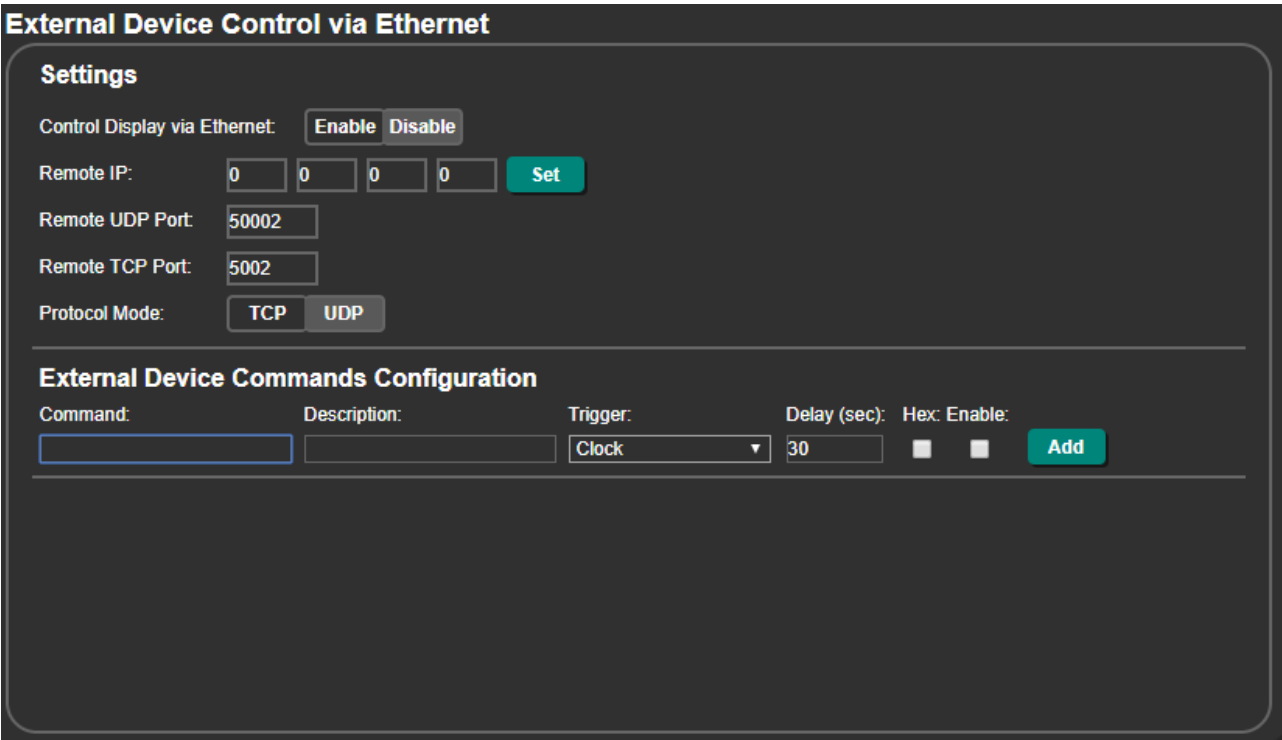 External Device Control via Ethernet
Settings
Control Display via Ethernet: Enable Disable
Remote IP: 0 0 0 0 Set
Remote UDP Port: 50002
Remote TCP Port: 5002
Protocol Mode: TCP UDP
External Device Commands Configuration
Command: Description: Trigger: Delay (sec): Hex: Enable:
Clock 30 Add